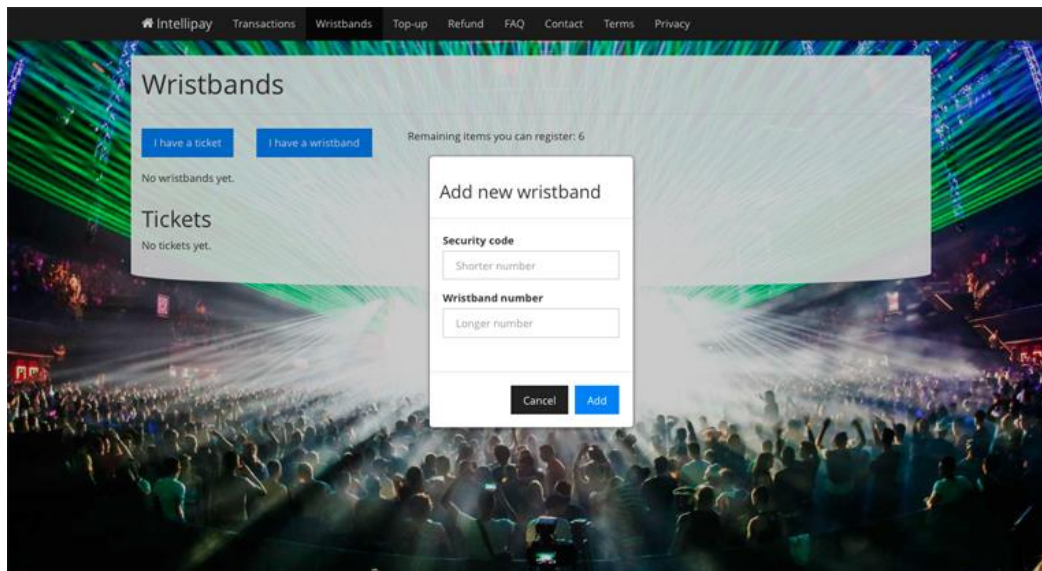 Intellipay Transactions Wristbands Top-up Refund FAQ Contact Terms Privacy
Wristbands
I have a ticket I have a wristband Remaining items you can register: 6
No wristbands yet.
Tickets
No tickets yet.
Add new wristband
Security code
Shorter number
Wristband number
Longer number
Cancel Add